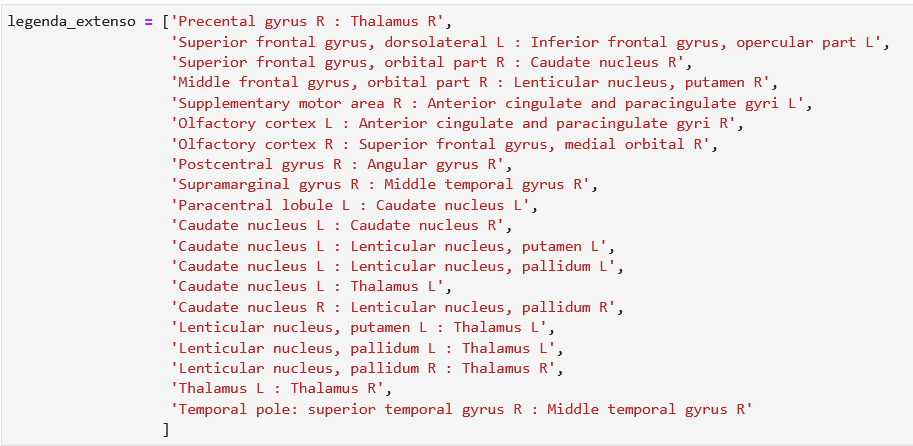 legenda_extenso = ['Precental gyrus R : Thalamus R',
'Superior frontal gyrus, dorsolateral L : Inferior frontal gyrus, opercular part L',
'Superior frontal gyrus, orbital part R : Caudate nucleus R',
'Middle frontal gyrus, orbital part R : Lenticular nucleus, putamen R',
'Supplementary motor area R : Anterior cingulate and paracingulate gyri L',
'Olfactory cortex L : Anterior cingulate and paracingulate gyri R',
'Olfactory cortex R : Superior frontal gyrus, medial orbital R',
'Postcentral gyrus R : Angular gyrus R',
'Supramarginal gyrus R : Middle temporal gyrus R',
'Paracentral lobule L : Caudate nucleus L',
'Caudate nucleus L : Caudate nucleus R',
'Caudate nucleus L : Lenticular nucleus, putamen L',
'Caudate nucleus L : Lenticular nucleus, pallidum L',
'Caudate nucleus L : Thalamus L',
'Caudate nucleus R : Lenticular nucleus, pallidum R',
'Lenticular nucleus, putamen L : Thalamus L',
'Lenticular nucleus, pallidum L : Thalamus L',
'Lenticular nucleus, pallidum R : Thalamus R',
'Thalamus L : Thalamus R',
'Temporal pole: superior temporal gyrus R : Middle temporal gyrus R'
]